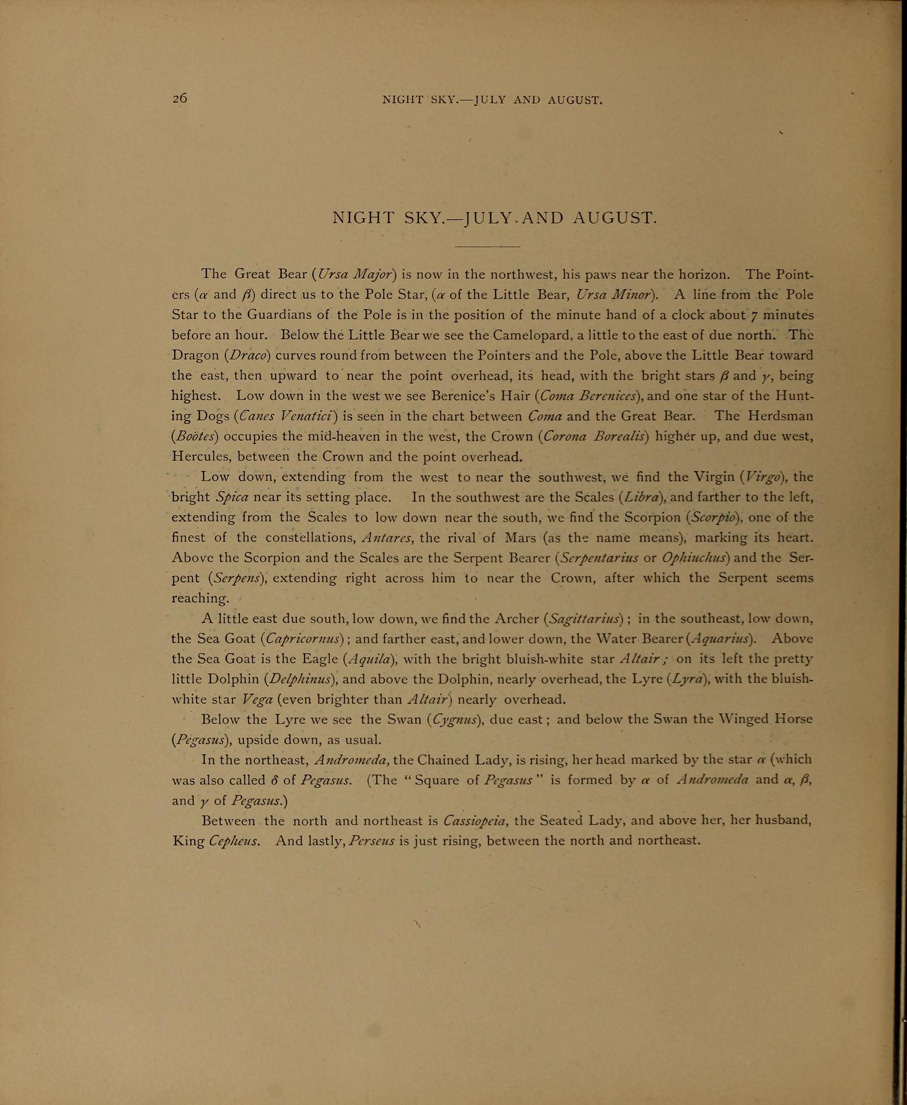 26
NIGHT SKY.—JULY AND AUGUST.
NIGHT SKY.—JULY.AND AUGUST.
The Great Bear (Ursa Major) is now in the northwest, his paws near the horizon. The Point-
ers (α and β) direct us to the Pole Star, (α of the Little Bear, Ursa Minor). A line from the Pole
Star to the Guardians of the Pole is in the position of the minute hand of a clock about 7 minutes
before an hour. Below the Little Bear we see the Camelopard, a little to the east of due north. The
Dragon (Draco) curves round from between the Pointers and the Pole, above the Little Bear toward
the east, then upward to near the point overhead, its head, with the bright stars β and γ, being
highest. Low down in the west we see Berenice's Hair (Coma Berenices), and one star of the Hunt-
ing Dogs (Canes Venatici) is seen in the chart between Coma and the Great Bear. The Herdsman
(Boötes) occupies the mid-heaven in the west, the Crown (Corona Borealis) higher up, and due west,
Hercules, between the Crown and the point overhead.
Low down, extending from the west to near the southwest, we find the Virgin (Virgo), the
bright Spica near its setting place. In the southwest are the Scales (Libra), and farther to the left,
extending from the Scales to low down near the south, we find the Scorpion (Scorpio), one of the
finest of the constellations, Antares, the rival of Mars (as the name means), marking its heart.
Above the Scorpion and the Scales are the Serpent Bearer (Serpentarius or Ophiuchus) and the Ser-
pent (Serpens), extending right across him to near the Crown, after which the Serpent seems
reaching.
A little east due south, low down, we find the Archer (Sagittarius); in the southeast, low down,
the Sea Goat (Capricornus); and farther east, and lower down, the Water Bearer (Aquarius). Above
the Sea Goat is the Eagle (Aquila), with the bright bluish-white star Altair; on its left the pretty
little Dolphin (Delphinus), and above the Dolphin, nearly overhead, the Lyre (Lyra), with the bluish-
white star Vega (even brighter than Altair) nearly overhead.
Below the Lyre we see the Swan (Cygnus), due east; and below the Swan the Winged Horse
(Pegasus), upside down, as usual.
In the northeast, Andromeda, the Chained Lady, is rising, her head marked by the star α (which
was also called δ of Pegasus. (The "Square of Pegasus" is formed by α of Andromeda and α, β,
and γ of Pegasus.)
Between the north and northeast is Cassiopeia, the Seated Lady, and above her, her husband,
King Cepheus. And lastly, Perseus is just rising, between the north and northeast.